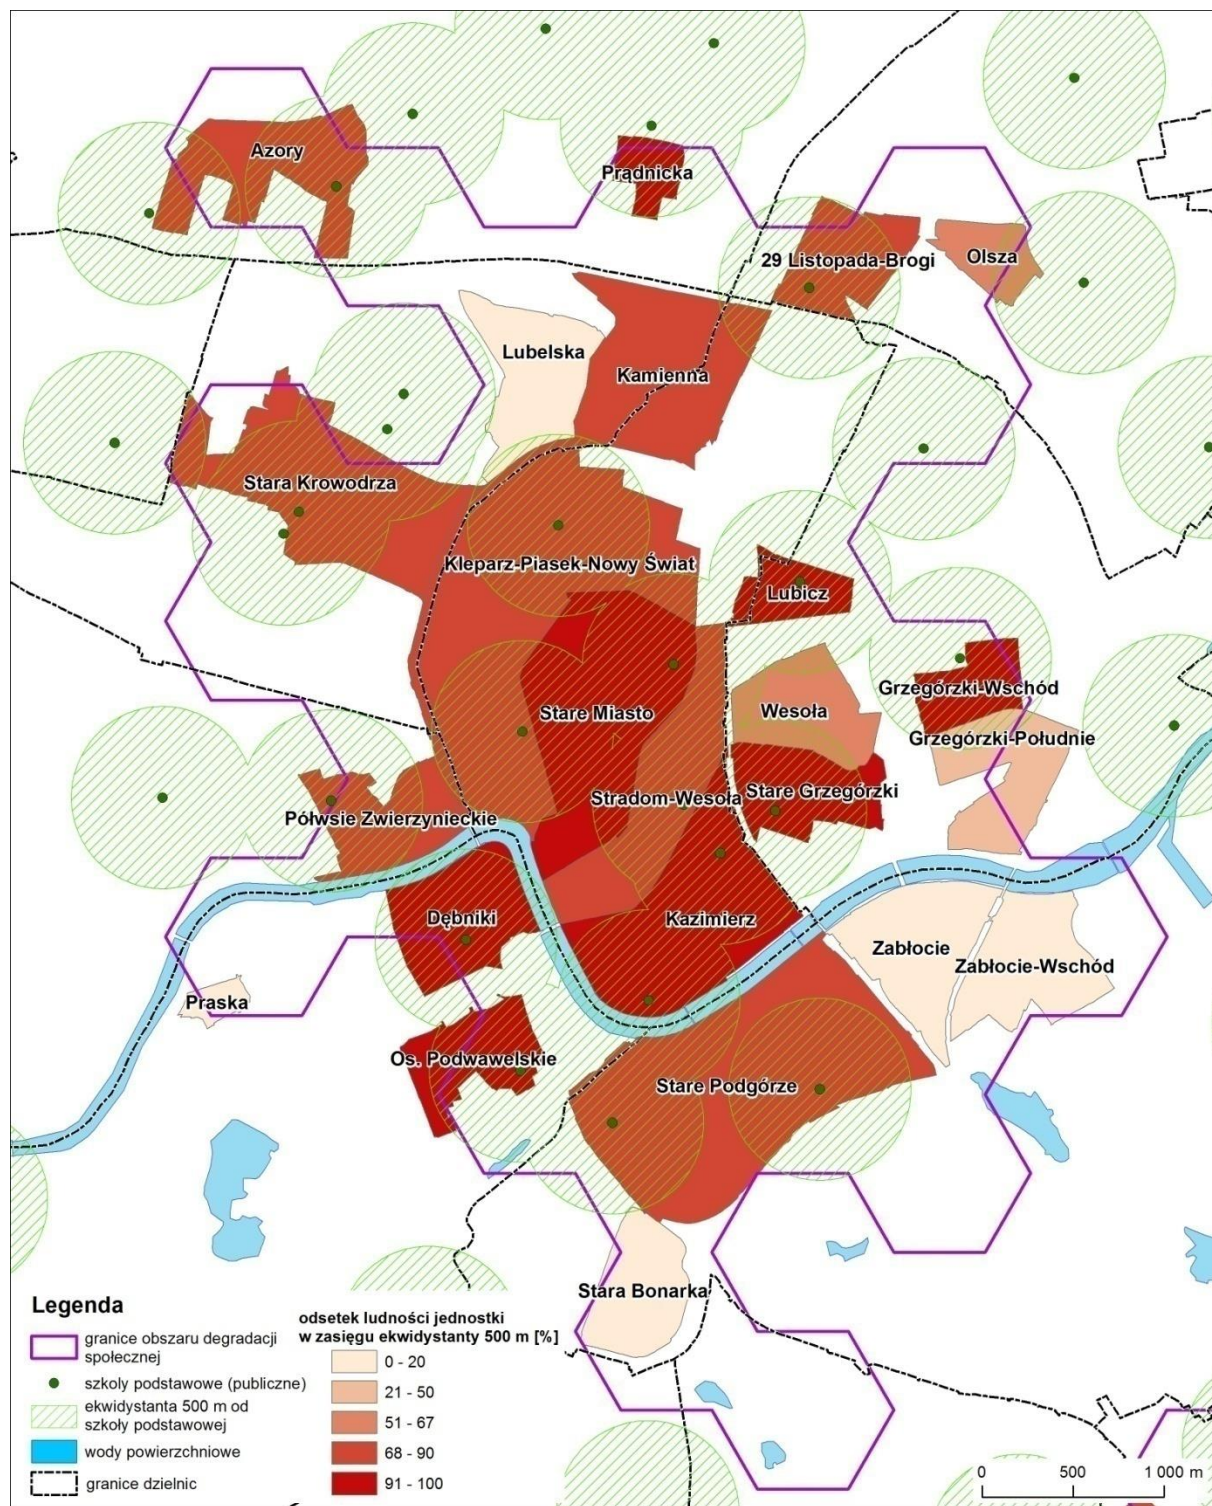 Azory
Prądnicka
29 Listopada-Brogi
Olsza
Lubelska
Kamienna
Stara Krowodrza
Kleparz-Piasek-Nowy Świat
Lubicz
Grzegórzki-Wschód
Stare Miasto
Wesoła
Grzegórzki-Południe
Stradom-Wesoła
Stare Grzegórzki
Półwsie Zwierzynieckie
Dębniki
Kazimierz
Zabłocie
Zabłocie-Wschód
Praska
Os. Podwawelskie
Stare Podgórze
Stara Bonarka
Legenda
granice obszaru degradacji
społecznej
szkoly podstawowe (publiczne)
ekwidystanta 500 m od
szkoły podstawowej
wody powierzchniowe
granice dzielnic
odsetek ludności jednostki
w zasięgu ekwidystanty 500 m [%]
0 - 20
21 - 50
51 - 67
68 - 90
91 - 100
0 500 1 000 m